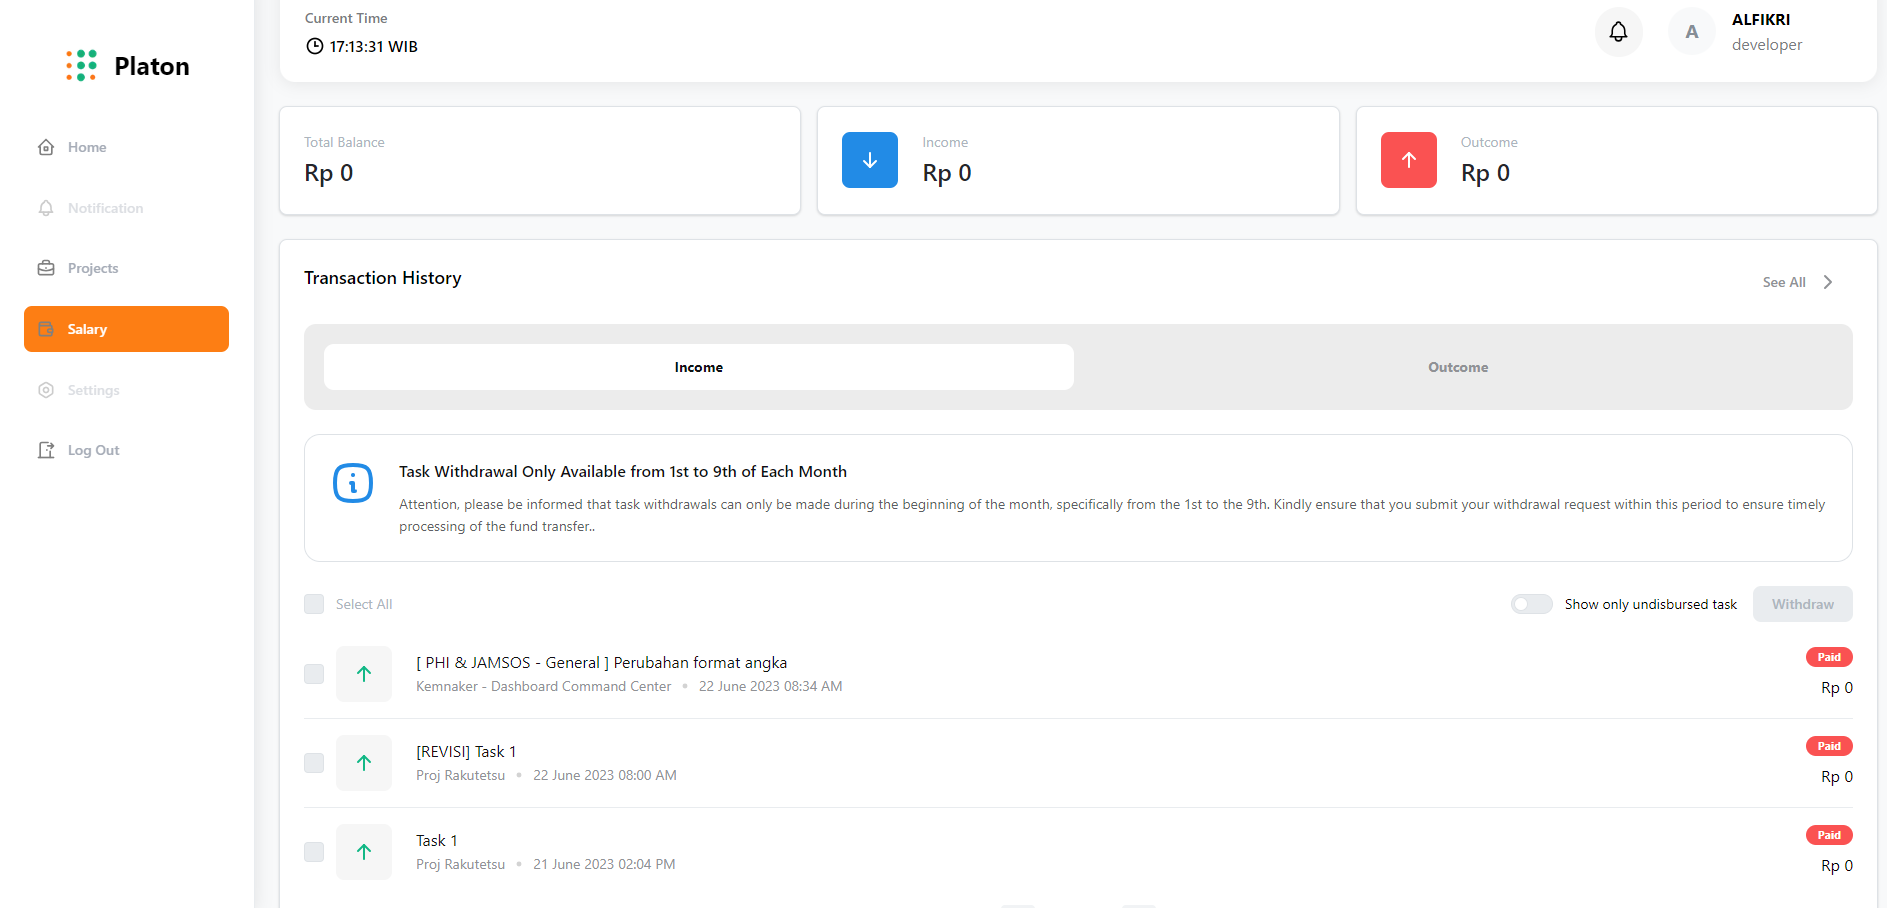 Platon
Home
Notification
Projects
Salary
Settings
Log Out
Current Time
17:13:31 WIB
A
ALFIKRI
developer
Total Balance
Rp 0
Income
Rp 0
Outcome
Rp 0
Transaction History
See All
Income
Outcome
Task Withdrawal Only Available from 1st to 9th of Each Month
Attention, please be informed that task withdrawals can only be made during the beginning of the month, specifically from the 1st to the 9th. Kindly ensure that you submit your withdrawal request within this period to ensure timely
processing of the fund transfer..
Select All
Show only undisbursed task
Withdraw
[ PHI & JAMSOS - General ] Perubahan format angka
Kemnaker - Dashboard Command Center • 22 June 2023 08:34 AM
Paid
Rp 0
[REVISI] Task 1
Proj Rakutetsu • 22 June 2023 08:00 AM
Paid
Rp 0
Task 1
Proj Rakutetsu • 21 June 2023 02:04 PM
Paid
Rp 0